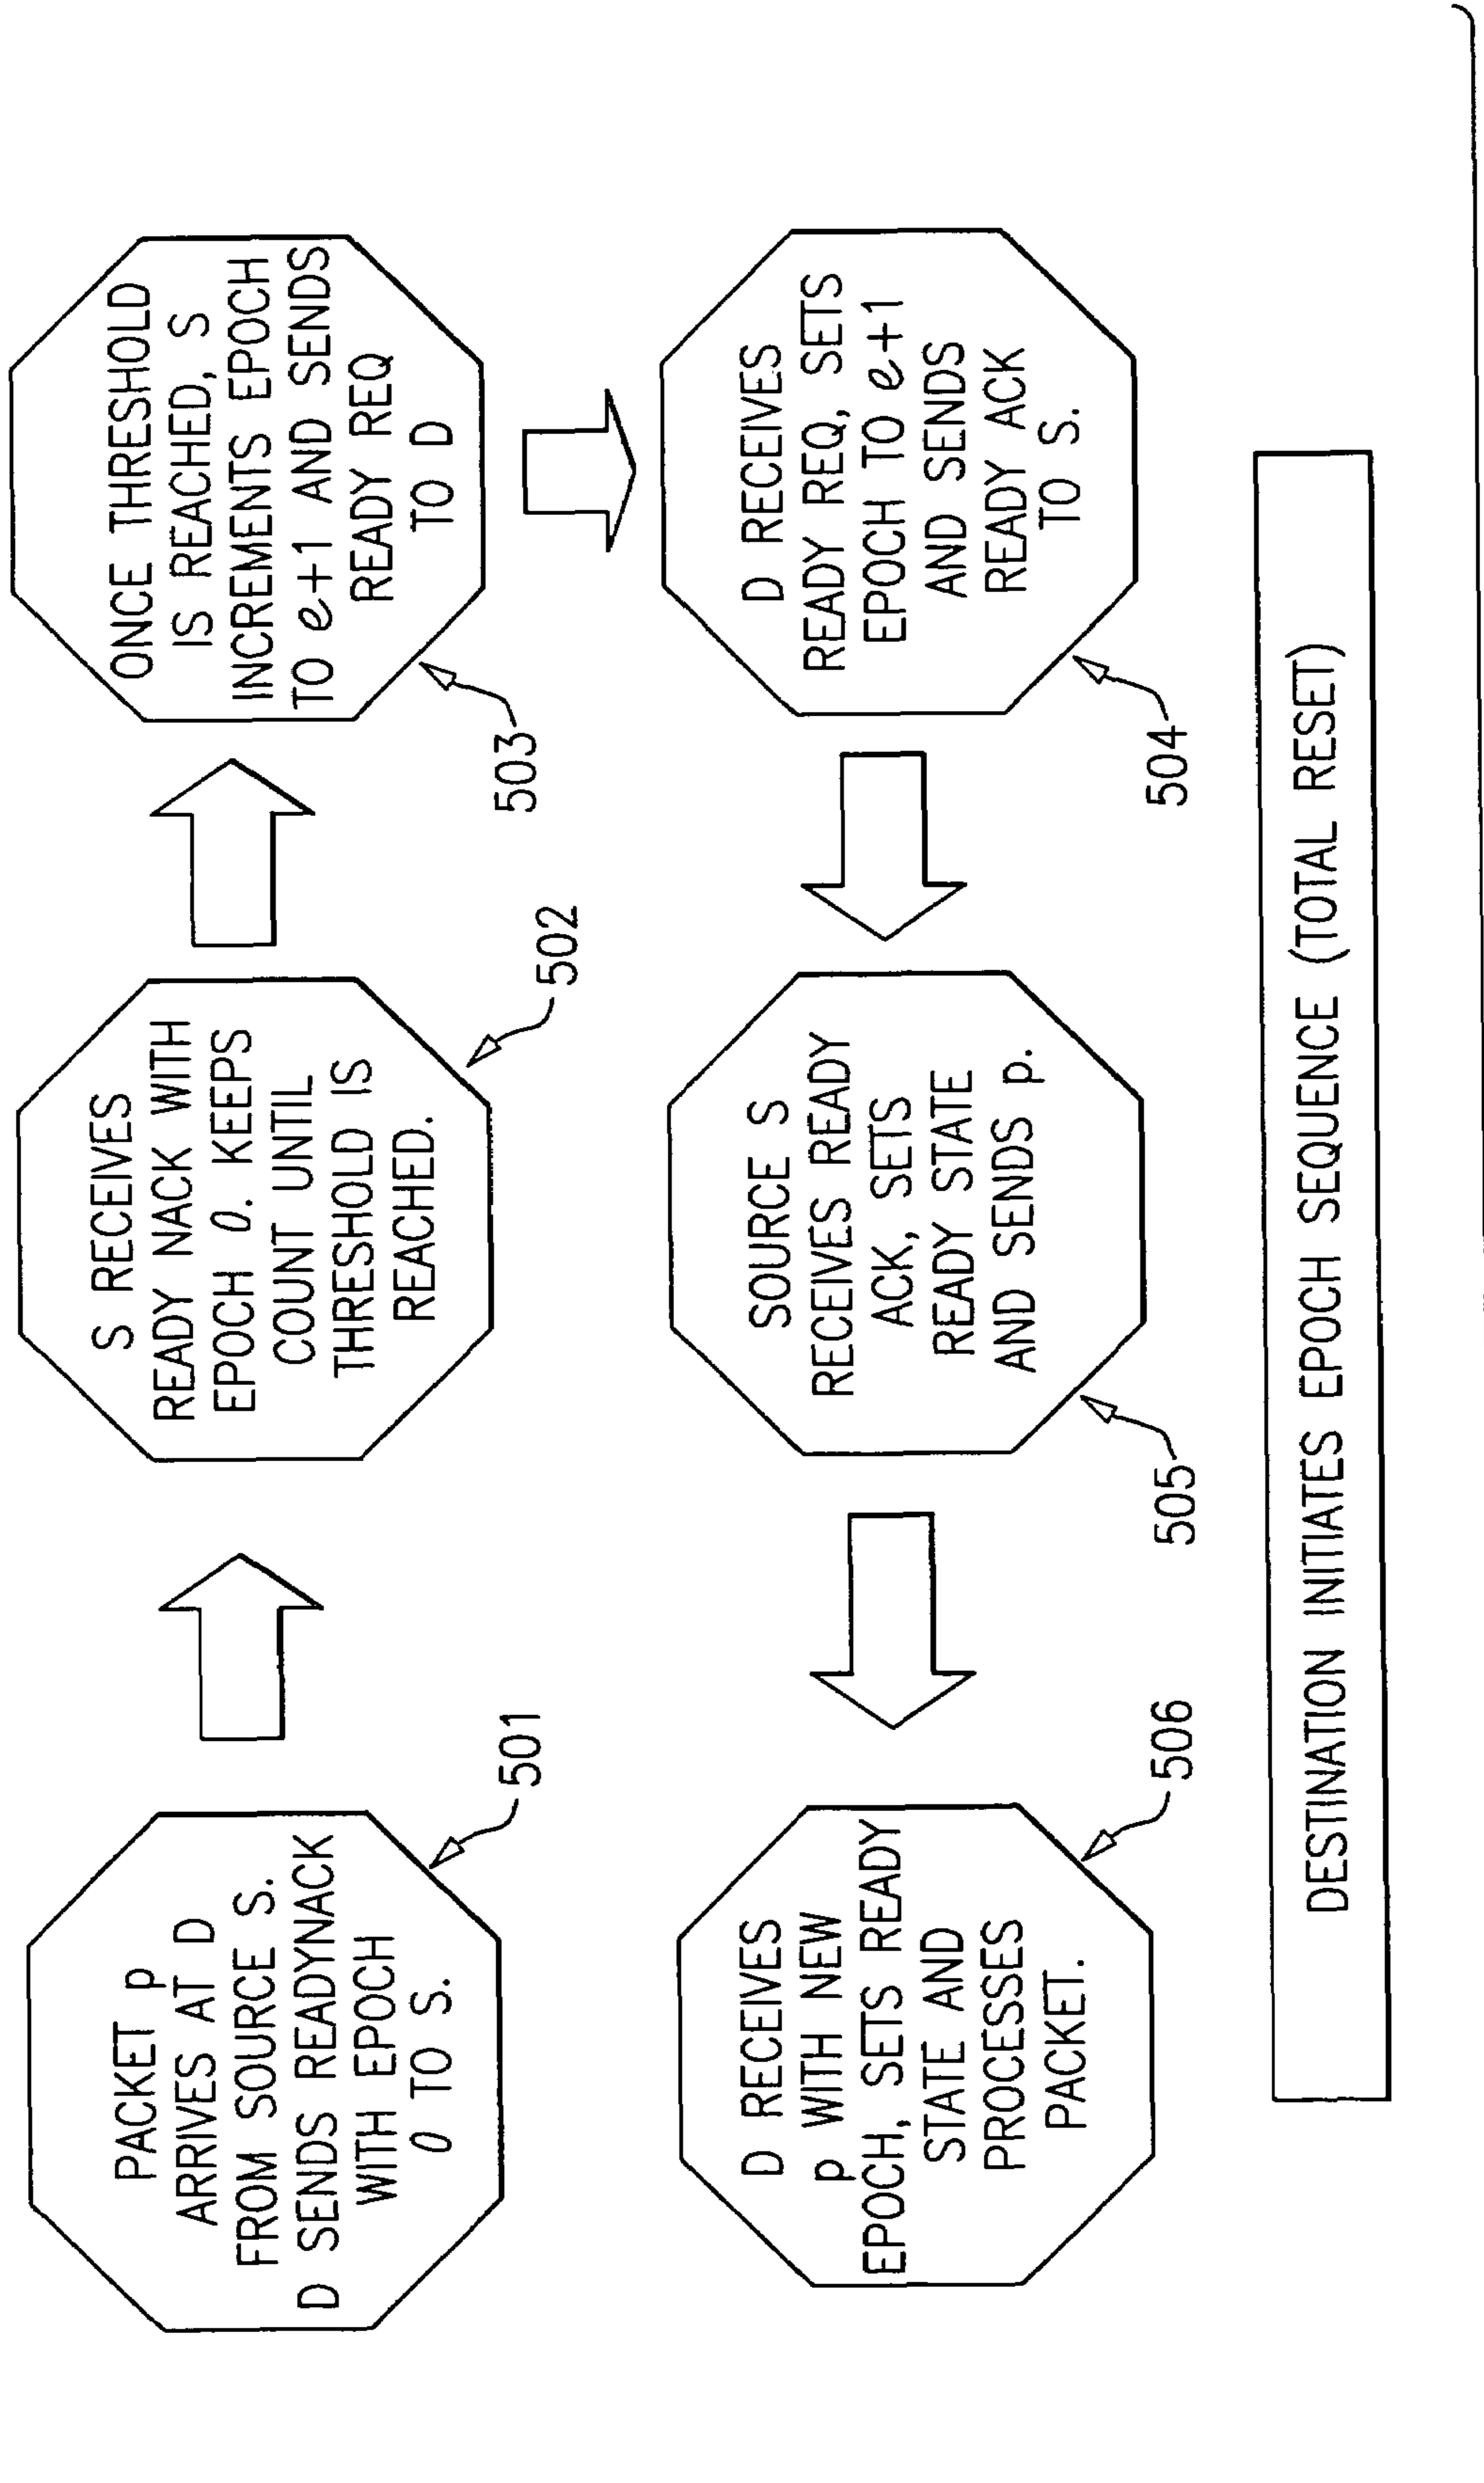 PACKET p
ARRIVES AT D
FROM SOURCE S.
D SENDS READYNACK
WITH EPOCH
0 TO S.
501
S RECEIVES
READY NACK WITH
EPOCH 0. KEEPS
COUNT UNTIL
THRESHOLD IS
REACHED.
502
ONCE THRESHOLD
IS REACHED, S
INCREMENTS EPOCH
TO e+1 AND SENDS
READY REQ
TO D
503
D RECEIVES
READY REQ, SETS
EPOCH TO e+1
AND SENDS
READY ACK
TO S.
504
SOURCE S
RECEIVES READY
ACK, SETS
READY STATE
AND SENDS p.
505
D RECEIVES
p WITH NEW
EPOCH, SETS READY
STATE AND
PROCESSES
PACKET.
506
DESTINATION INITIATES EPOCH SEQUENCE (TOTAL RESET)